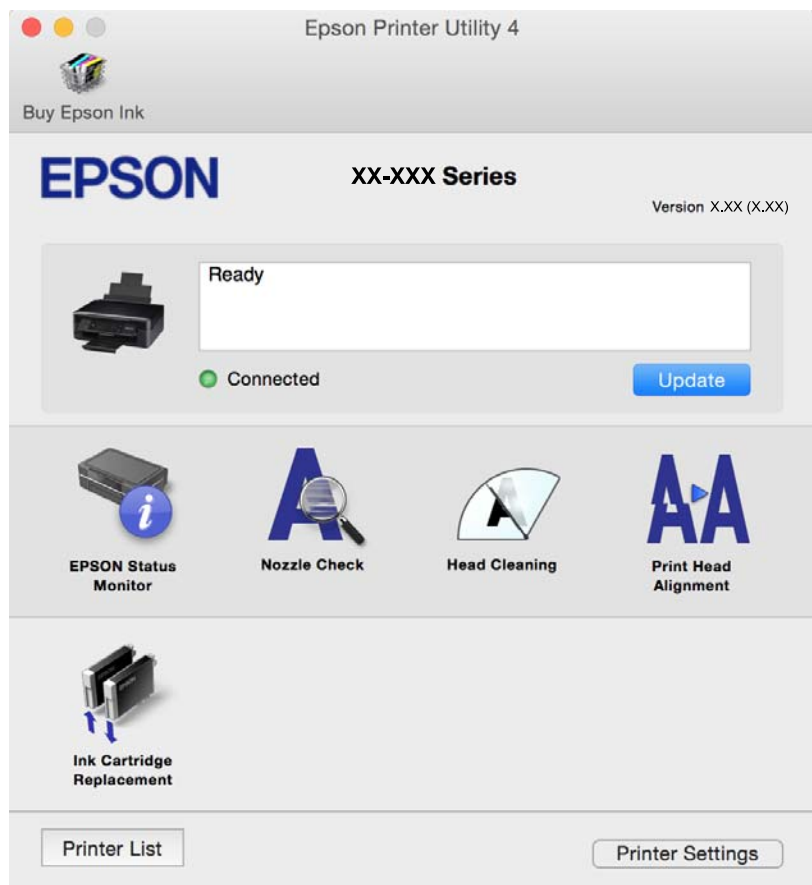 Epson Printer Utility 4
Buy Epson Ink
EPSON
XX-XXX Series
Version X.XX (X.XX)
Ready
Connected
Update
EPSON Status
Monitor
Nozzle Check
Head Cleaning
Print Head
Alignment
Ink Cartridge
Replacement
Printer List
Printer Settings